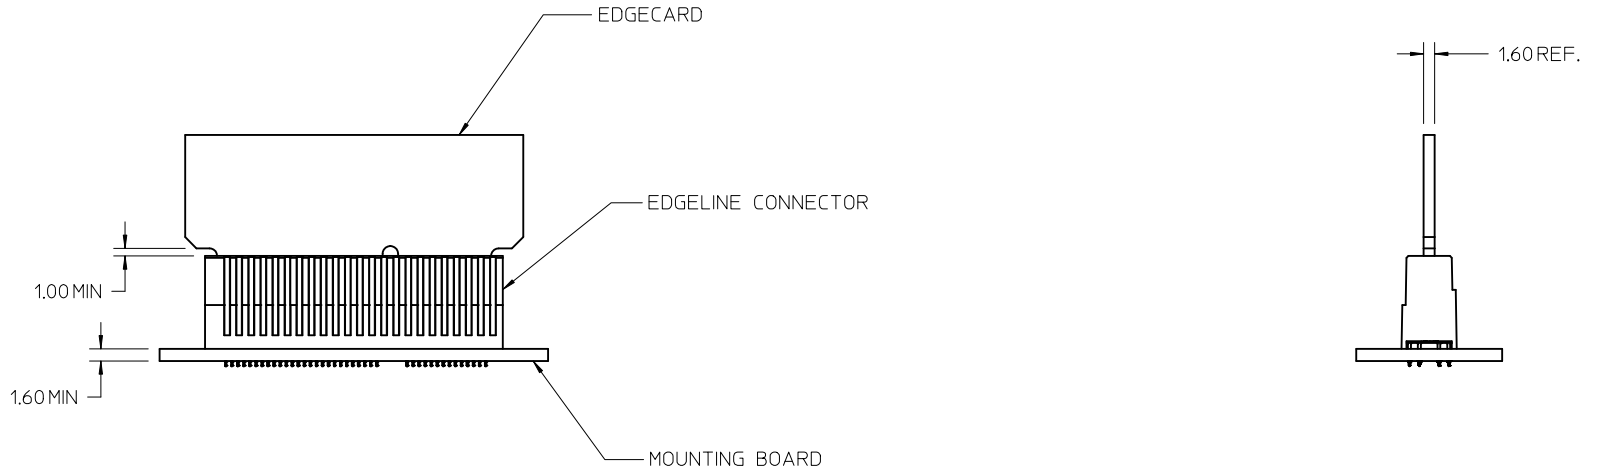 EDGECARD
1.60 REF.
EDGELINE CONNECTOR
1.00 MIN
1.60 MIN
MOUNTING BOARD